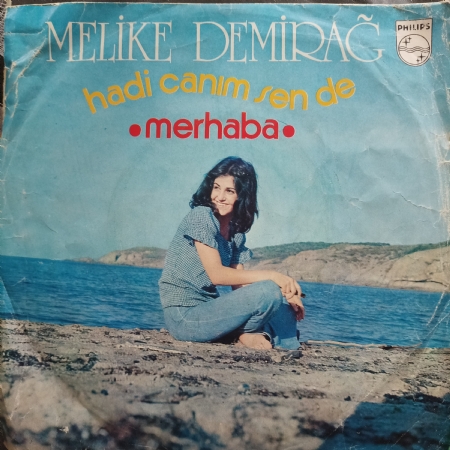 MELİKE DEMİRAĞ
PHILIPS
hadi canım sen de
•merhaba•